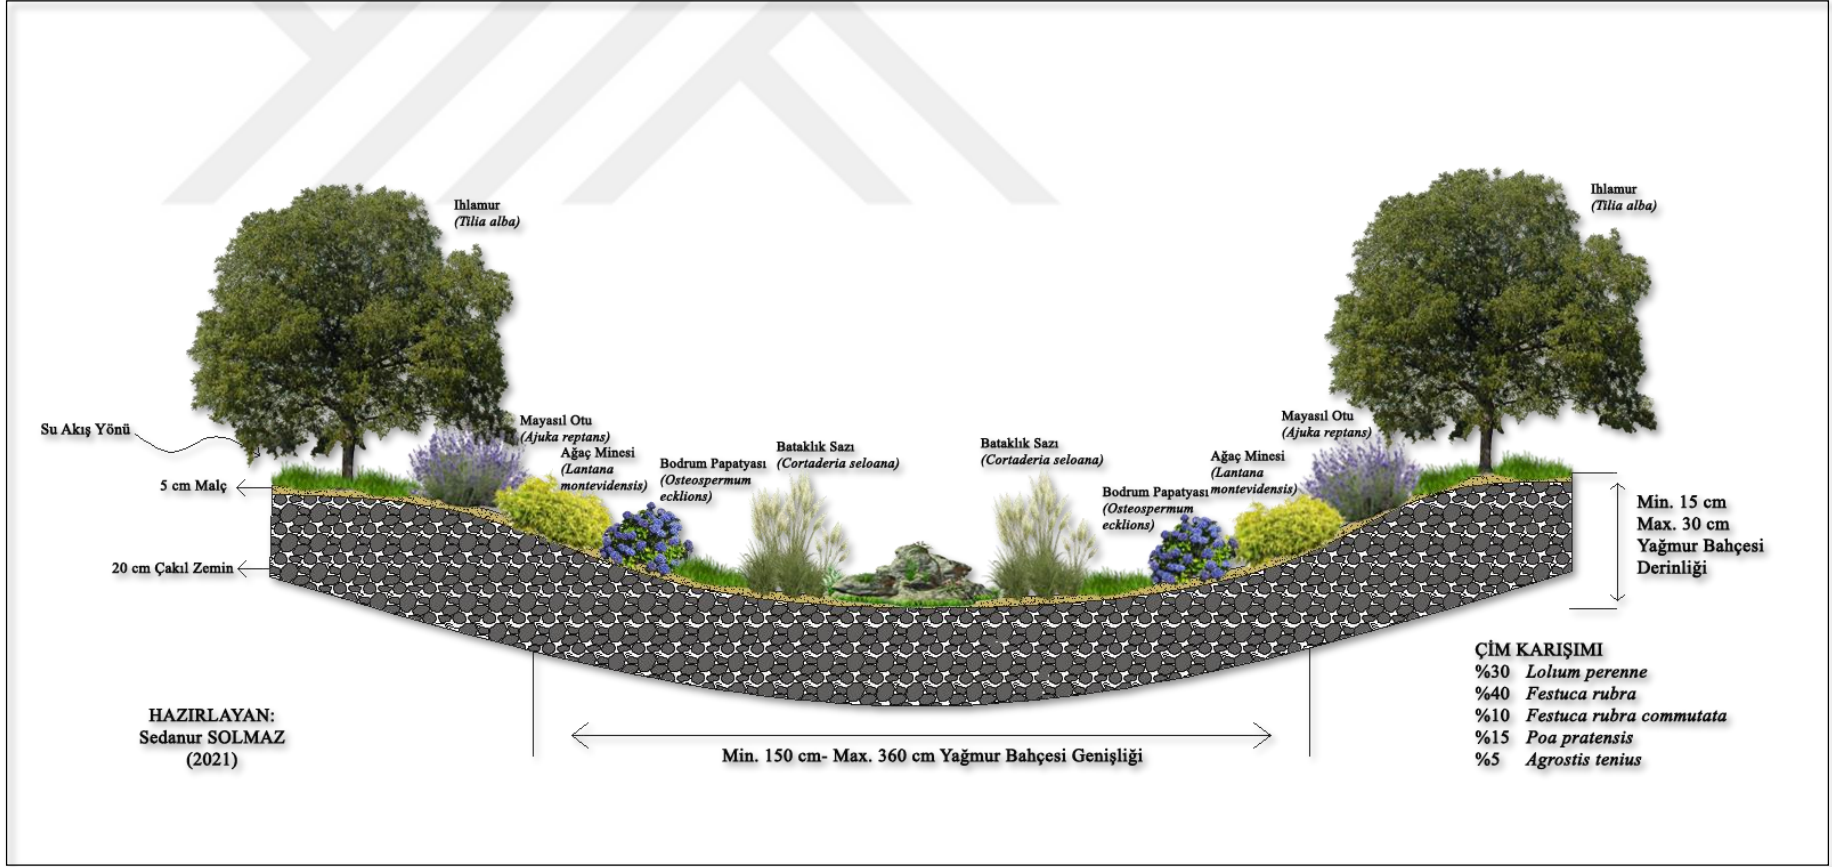 Ihlamur
(Tilia alba)
Ihlamur
(Tilia alba)
Su Akış Yönü
5 cm Malç
20 cm Çakıl Zemin
Mayasıl Otu
(Ajuka reptans)
Ağaç Minesi
(Lantana
montevidensis)
Bodrum Papatyası
(Osteospermum
ecklions)
Bataklık Sazı
(Cortaderia seloana)
Bataklık Sazı
(Cortaderia seloana)
Bodrum Papatyası
(Osteospermum
ecklions)
Ağaç Minesi
(Lantana
montevidensis)
Mayasıl Otu
(Ajuka reptans)
Min. 15 cm
Max. 30 cm
Yağmur Bahçesi
Derinliği
Min. 150 cm- Max. 360 cm Yağmur Bahçesi Genişliği
HAZIRLAYAN:
Sedanur SOLMAZ
(2021)
ÇİM KARIŞIMI
%30 Lolium perenne
%40 Festuca rubra
%10 Festuca rubra commutata
%15 Poa pratensis
%5 Agrostis tenius